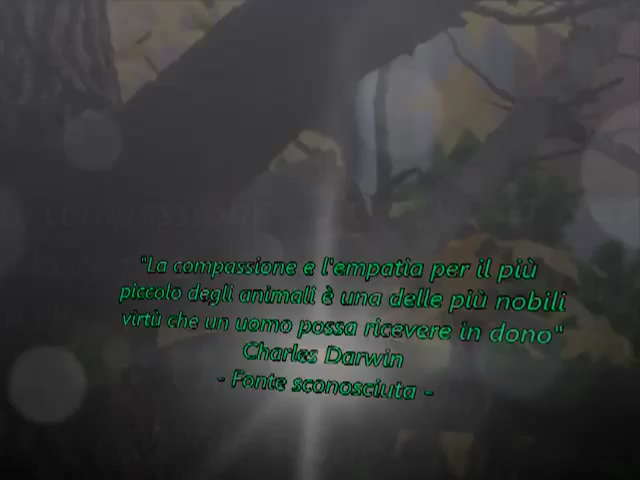 "La compassione e l'empatia per il più
piccolo degli animali è una delle più nobili
virtù che un uomo possa ricevere in dono"
Charles Darwin
- Fonte sconosciuta -